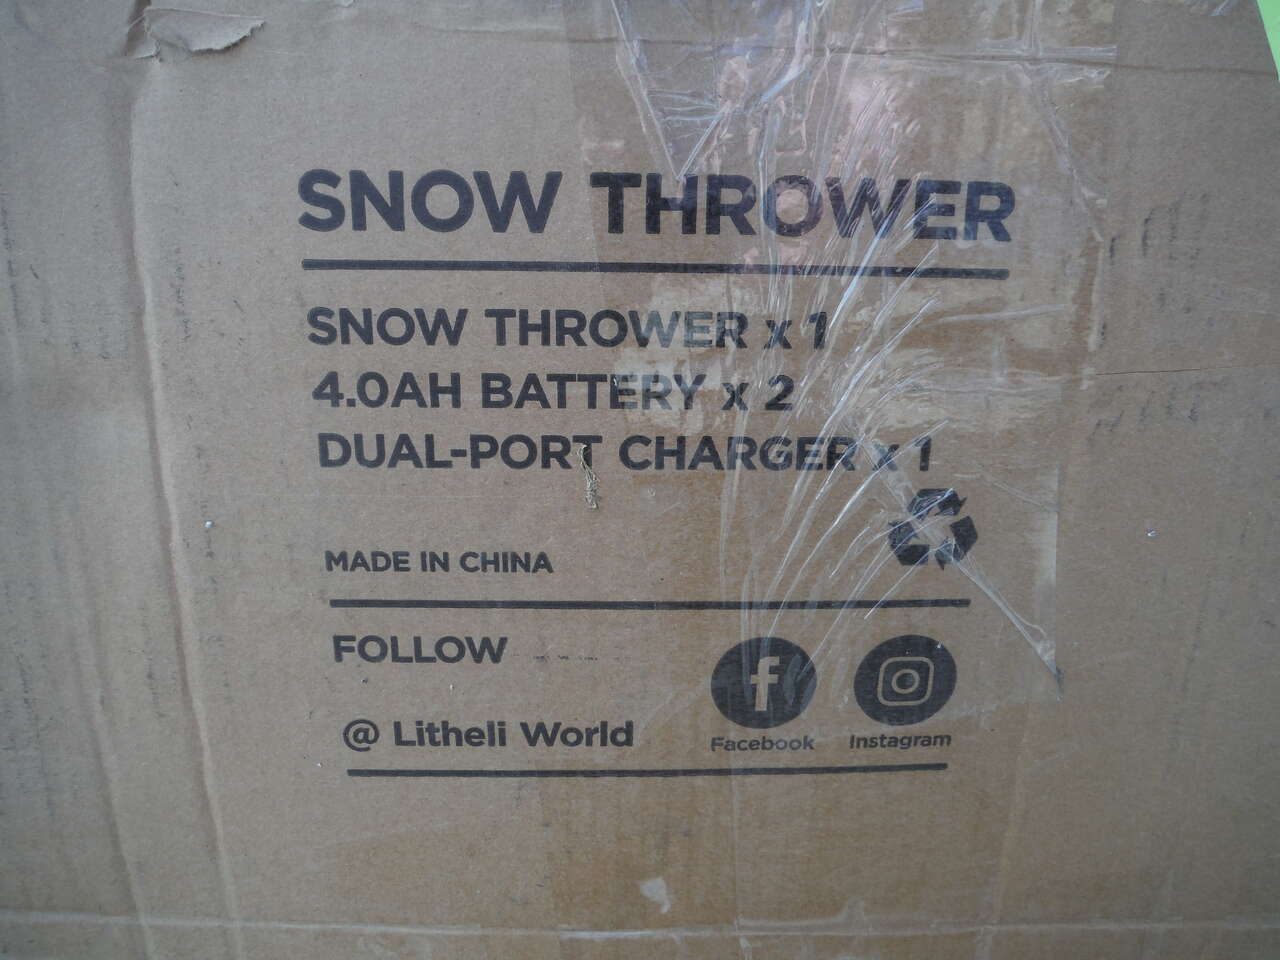 SNOW THROWER
SNOW THROWER x 1
4.0AH BATTERY x 2
DUAL-PORT CHARGER x 1
MADE IN CHINA
FOLLOW
@ Litheli World
f
Facebook
Instagram